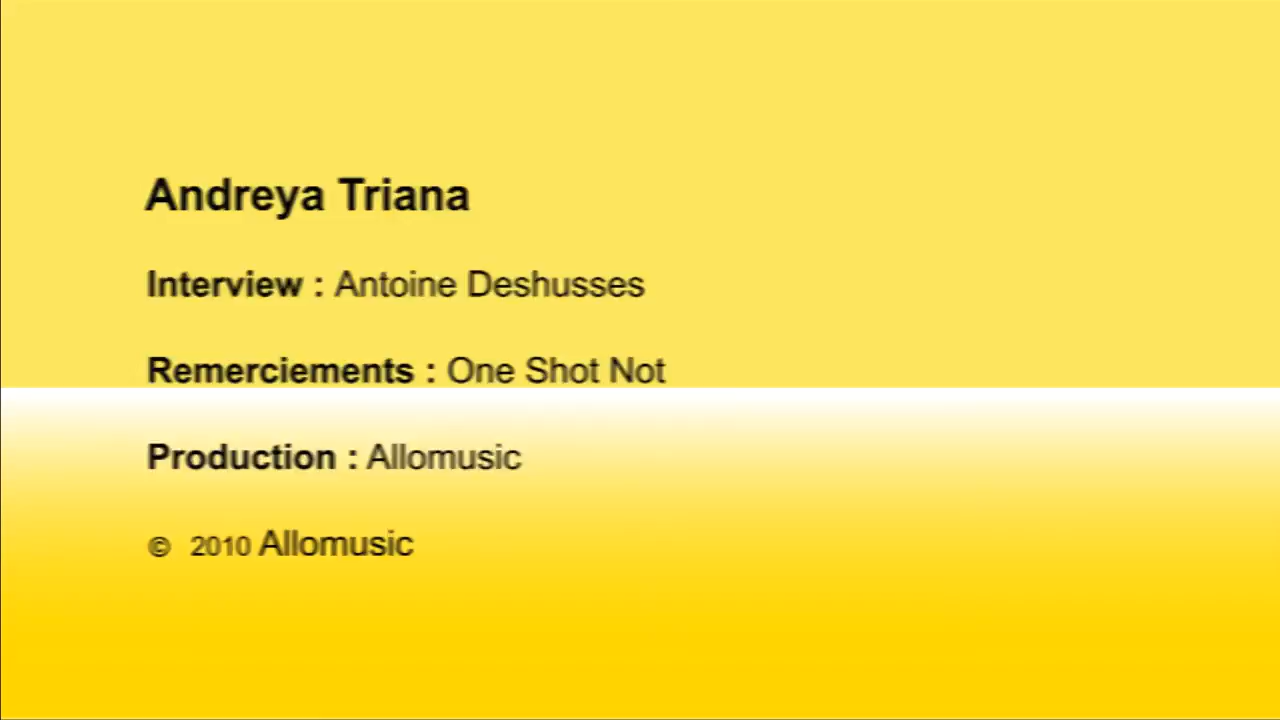 Andreya Triana
Interview : Antoine Deshusses
Remerciements : One Shot Not
Production : Allomusic
© 2010 Allomusic